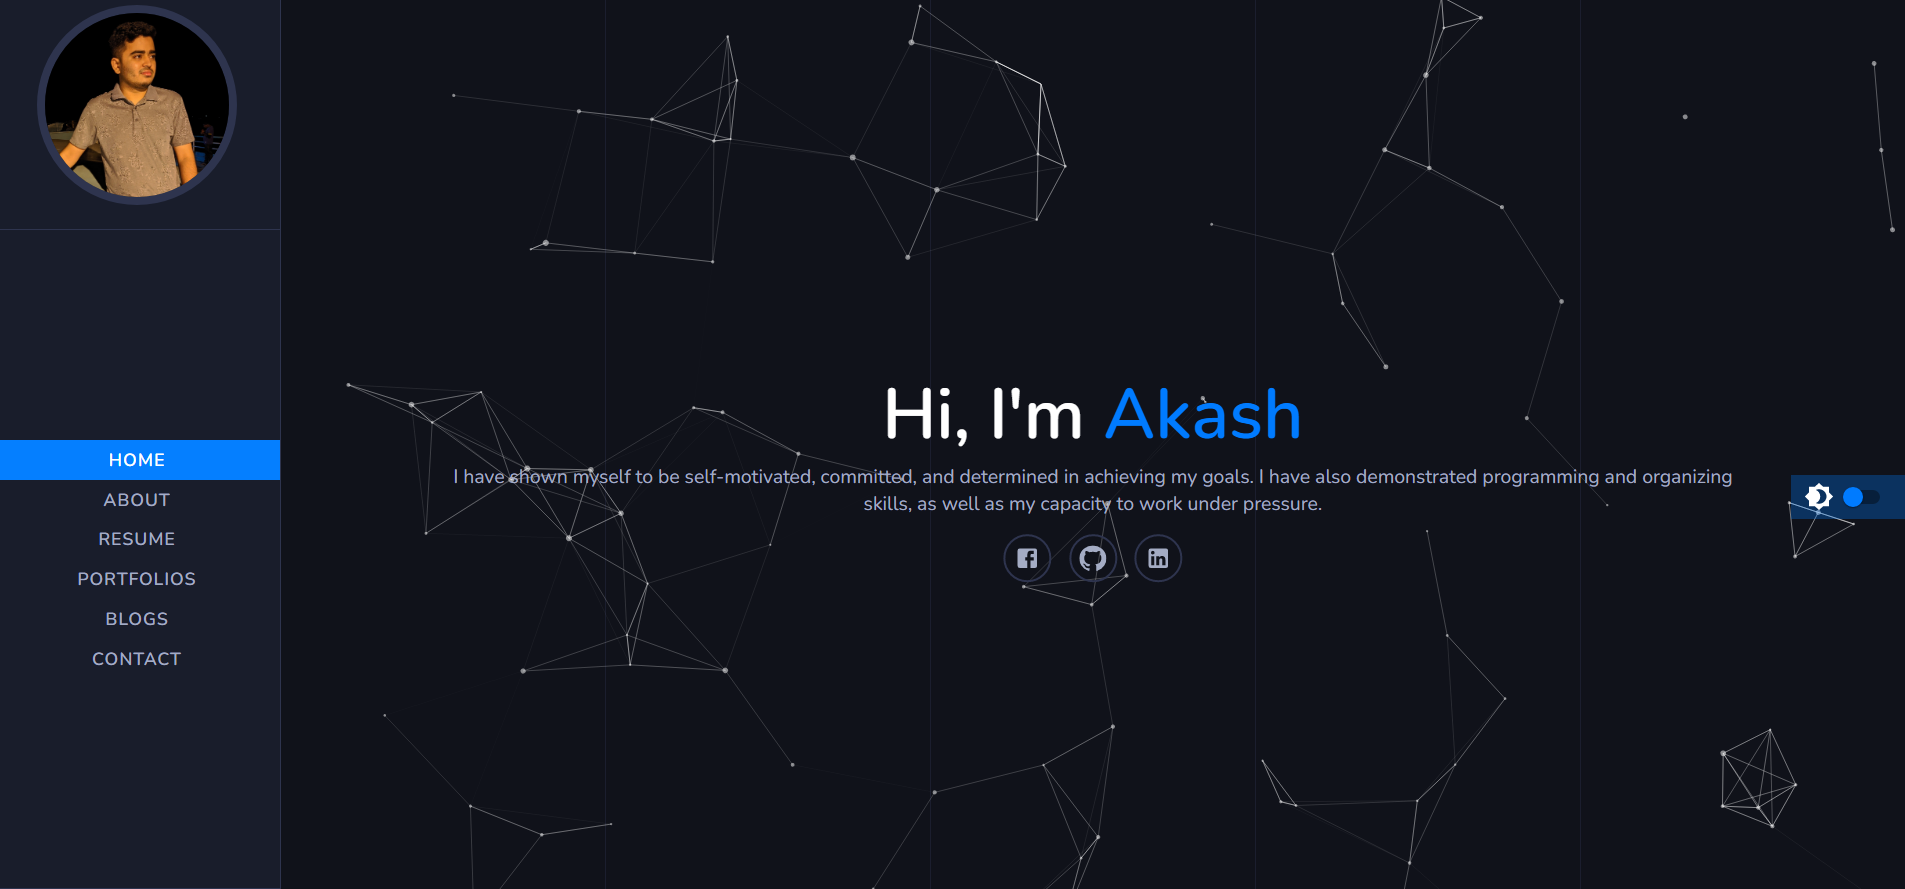 HOME
ABOUT
RESUME
PORTFOLIOS
BLOGS
CONTACT
Hi, I'm Akash
I have shown myself to be self-motivated, committed, and determined in achieving my goals. I have also demonstrated programming and organizing
skills, as well as my capacity to work under pressure.